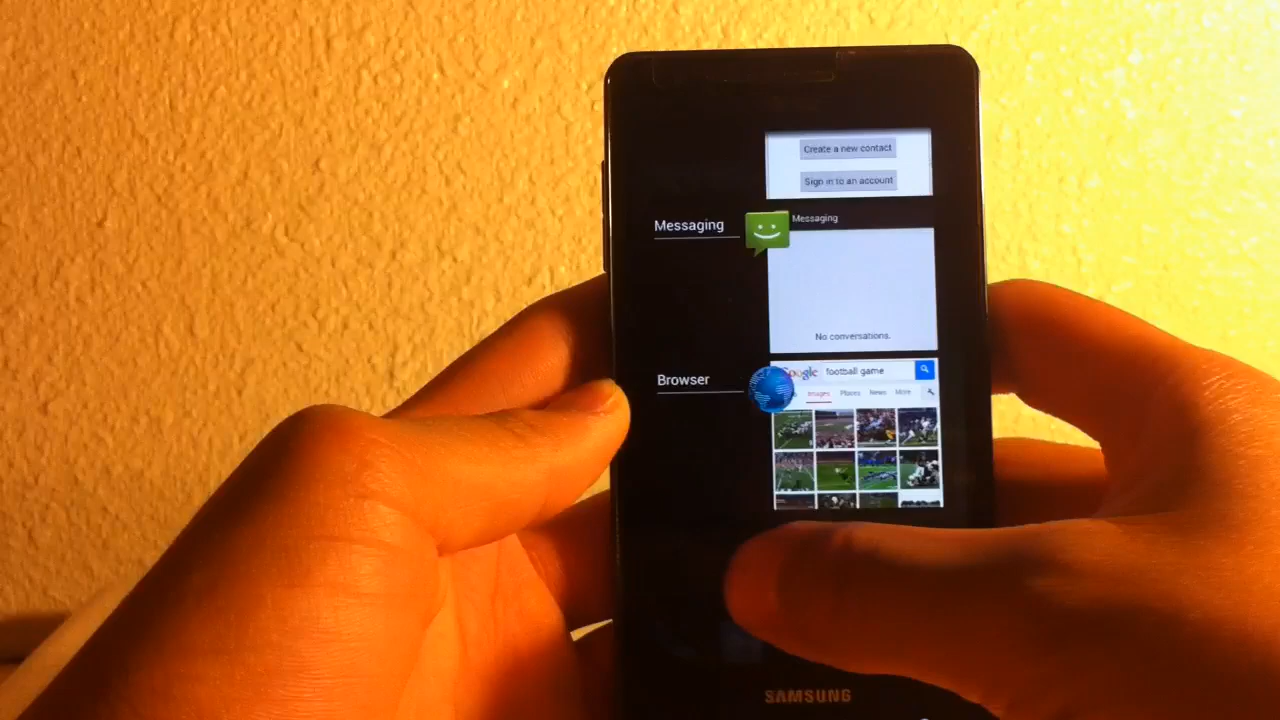 Create a new contact
Sign in to an account
Messaging
Messaging
No conversations.
Browser
Google football game
Images Places News More
SAMSUNG